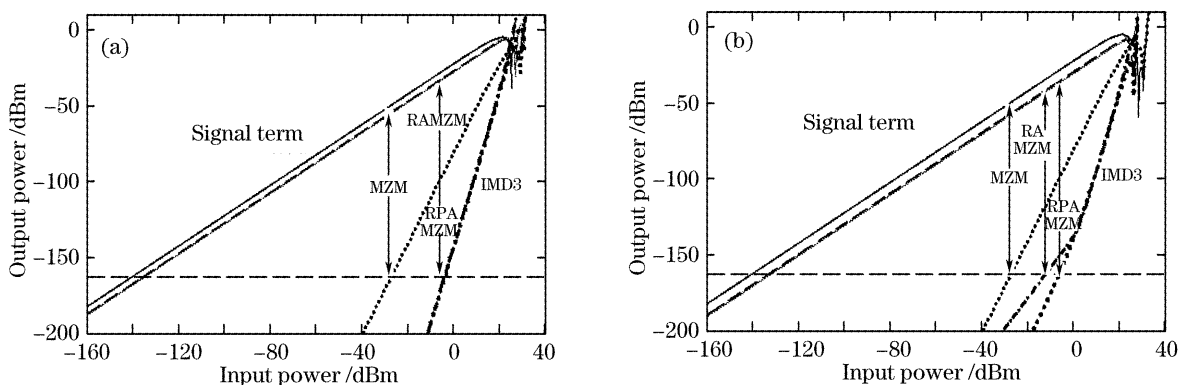 (a)
0
−50
−100
−150
−200
Output power /dBm
Signal term
RAMZM
MZM
RPA
MZM
IMD3
−160 −120 −80 −40 0 40
Input power /dBm
(b)
0
−50
−100
−150
−200
Output power /dBm
Signal term
RA
MZM
MZM
RPA
MZM
IMD3
−160 −120 −80 −40 0 40
Input power /dBm